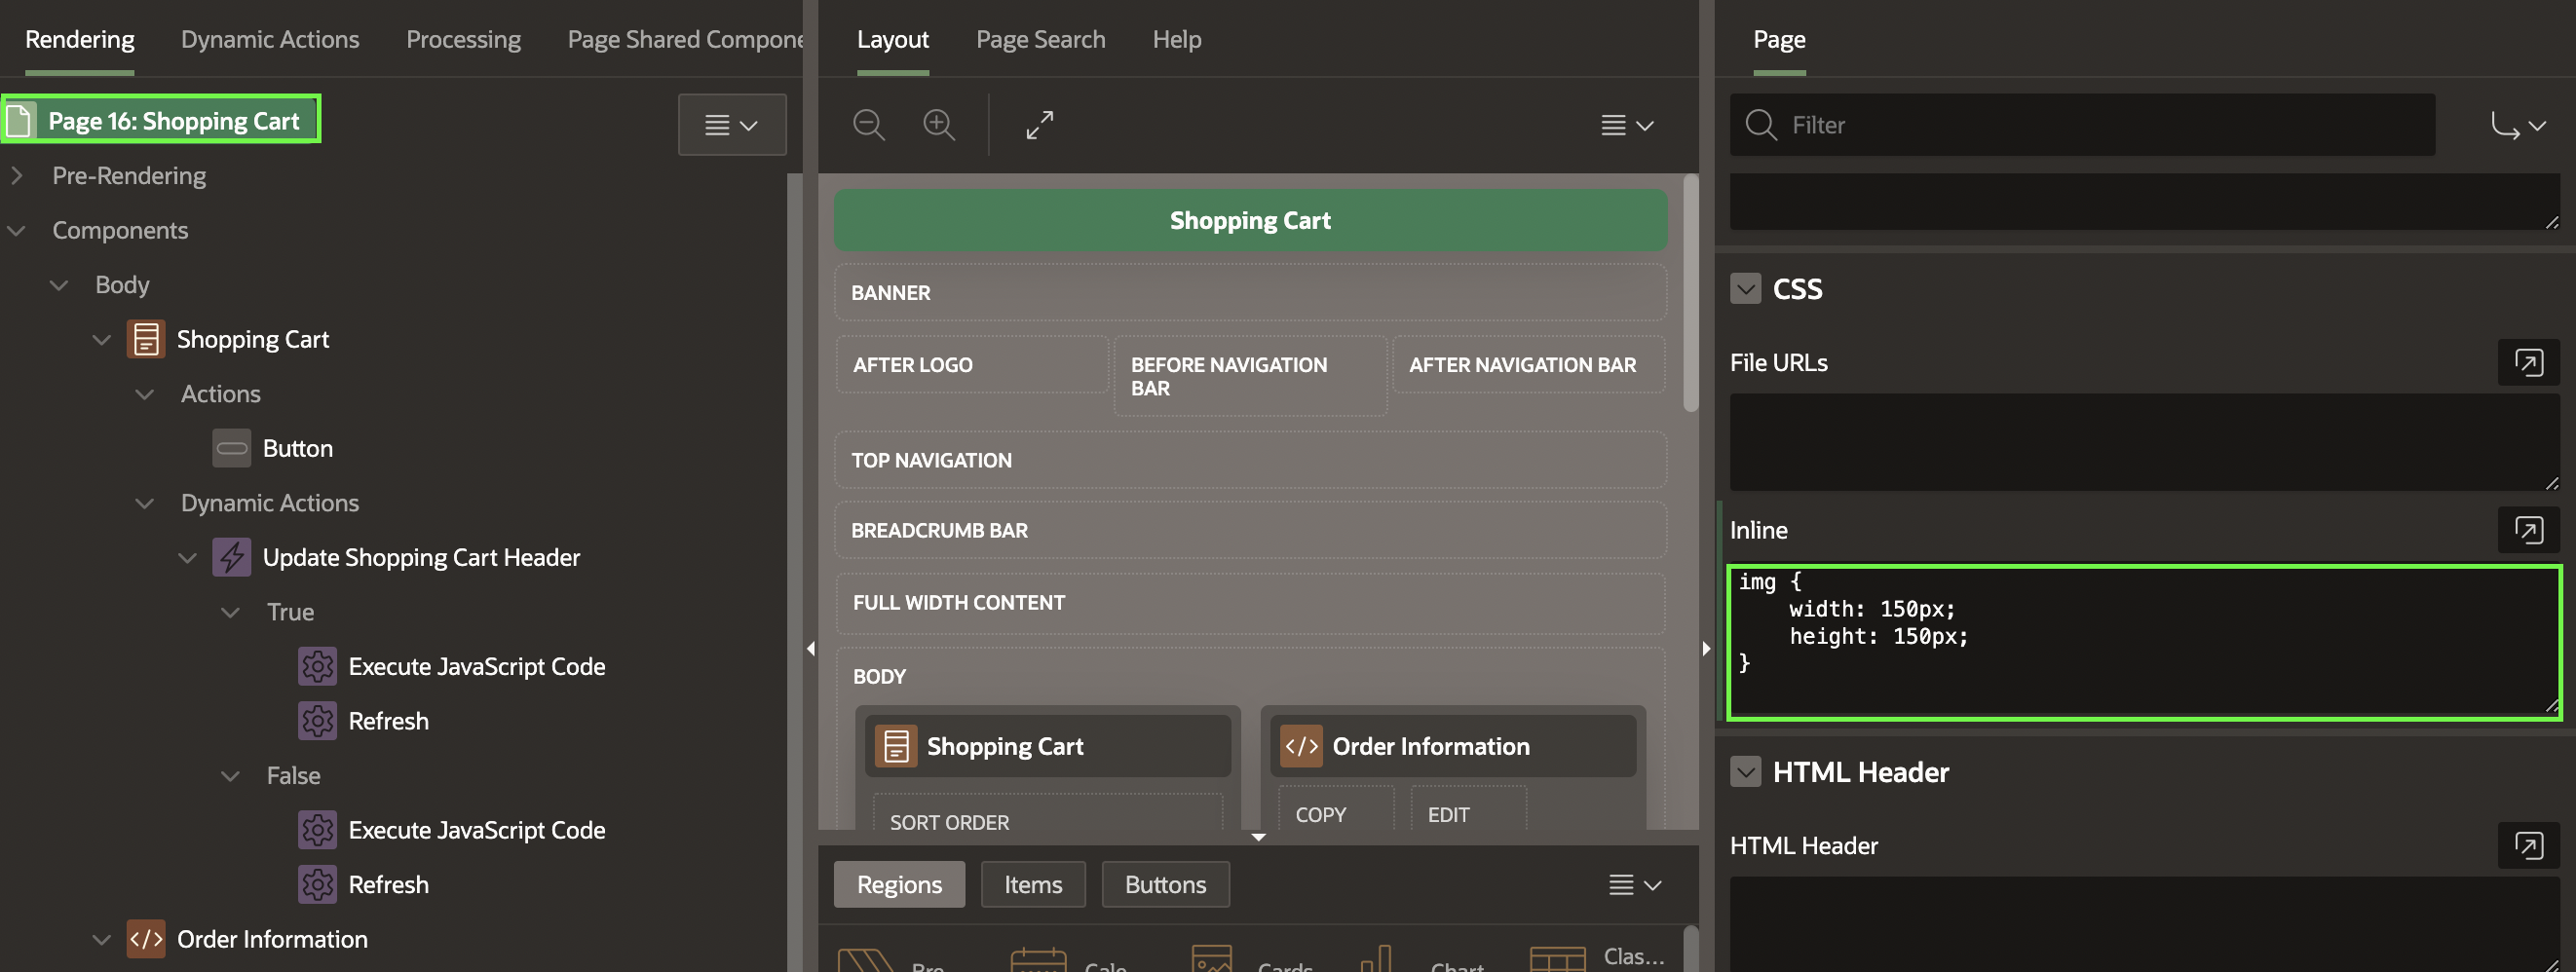 Rendering
Dynamic Actions
Processing
Page Shared Compone
Page 16: Shopping Cart
Pre-Rendering
Components
Body
Shopping Cart
Actions
Button
Dynamic Actions
Update Shopping Cart Header
True
Execute JavaScript Code
Refresh
False
Execute JavaScript Code
Refresh
</> Order Information
Layout
Page Search
Help
Shopping Cart
BANNER
AFTER LOGO
BEFORE NAVIGATION
BAR
AFTER NAVIGATION BAR
TOP NAVIGATION
BREADCRUMB BAR
FULL WIDTH CONTENT
BODY
Shopping Cart
SORT ORDER
</> Order Information
COPY
EDIT
Regions
Items
Buttons
Cards
Chart
Clas...
Page
Filter
CSS
File URLs
Inline
img {
    width: 150px;
    height: 150px;
}
HTML Header
HTML Header